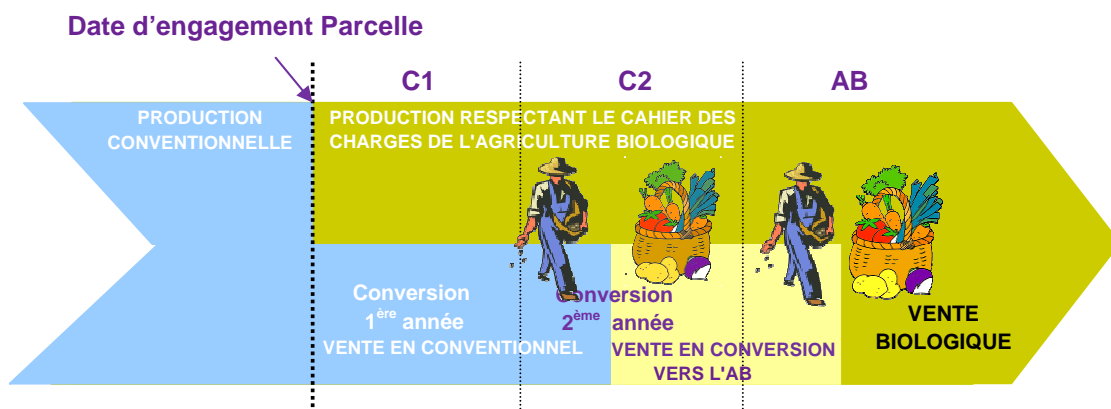 Date d'engagement Parcelle
C1
C2
AB
PRODUCTION
CONVENTIONNELLE
PRODUCTION RESPECTANT LE CAHIER DES
CHARGES DE L'AGRICULTURE BIOLOGIQUE
Conversion
1ère année
VENTE EN CONVENTIONNEL
Conversion
2ème année
VENTE EN CONVERSION
VERS L'AB
VENTE
BIOLOGIQUE